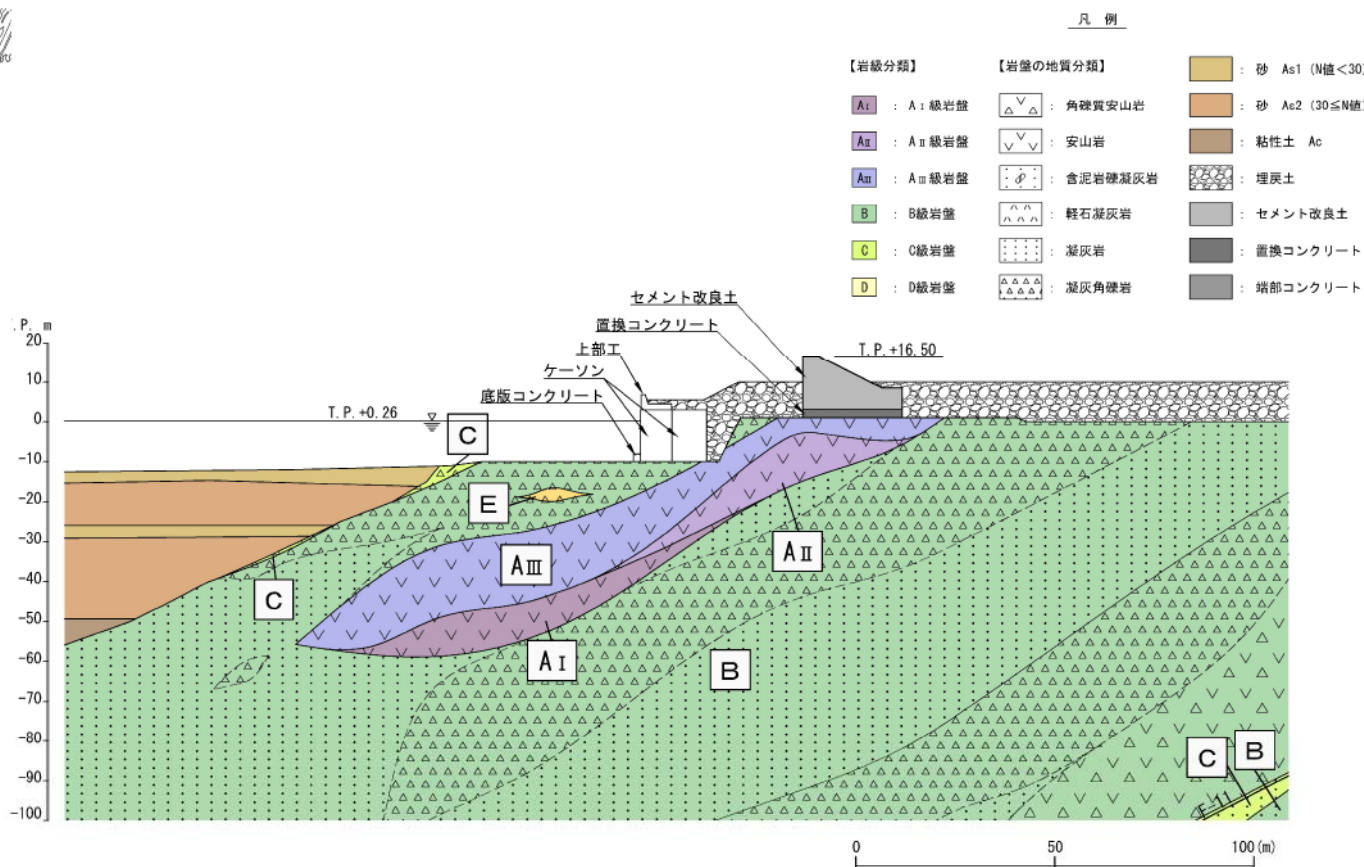 凡 例
【岩級分類】
AⅠ : AⅠ級岩盤
AⅡ : AⅡ級岩盤
AⅢ : AⅢ級岩盤
B : B級岩盤
C : C級岩盤
D : D級岩盤
【岩盤の地質分類】
: 角礫質安山岩
: 安山岩
: 含泥岩礫凝灰岩
: 軽石凝灰岩
: 凝灰岩
: 凝灰角礫岩
: 砂 As1 (N値<30)
: 砂 As2 (30≦N値)
: 粘性土 Ac
: 埋戻土
: セメント改良土
: 置換コンクリート
: 端部コンクリート
セメント改良土
置換コンクリート
上部工
ケーソン
底版コンクリート
T.P.+16.50
T.P.+0.26
T.P. m
20
10
0
-10
-20
-30
-40
-50
-60
-70
-80
-90
-100
C
E
AⅢ
AⅡ
C
AⅠ
B
C
B
F-11
0 50 100(m)